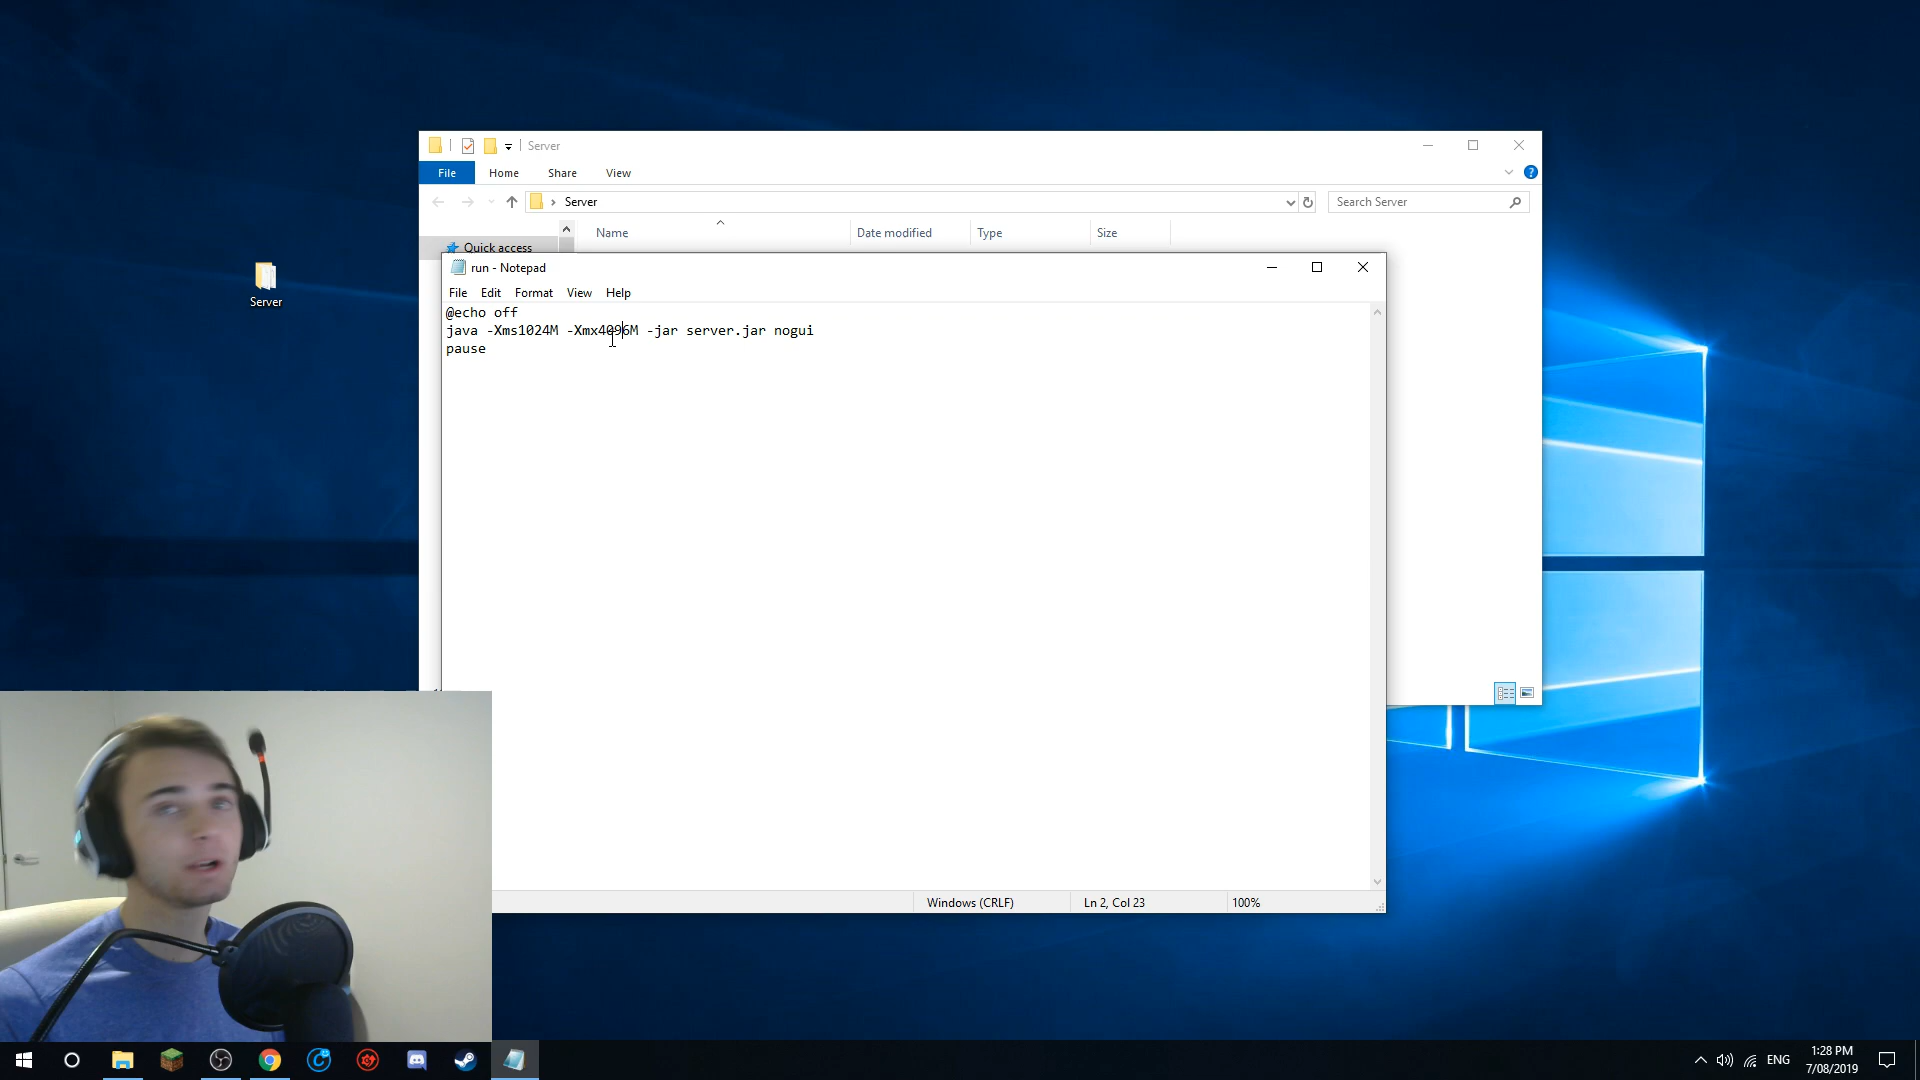 Server
File Home Share View
Server
Search Server
Quick access
Name Date modified Type Size
Server
run - Notepad
File Edit Format View Help
@echo off
java -Xms1024M -Xmx4096M -jar server.jar nogui
pause
Windows (CRLF) Ln 2, Col 23 100%
ENG
1:28 PM
7/08/2019